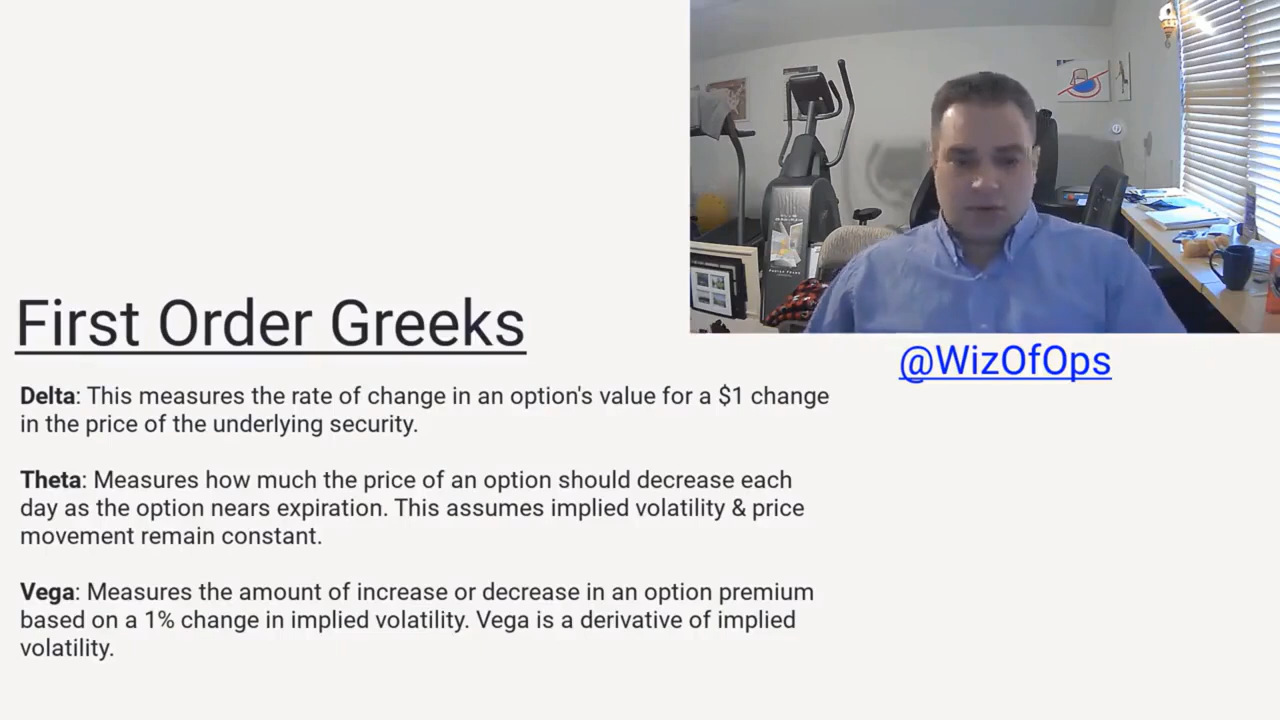 First Order Greeks
@WizOfOps
Delta: This measures the rate of change in an option's value for a $1 change
in the price of the underlying security.
Theta: Measures how much the price of an option should decrease each
day as the option nears expiration. This assumes implied volatility & price
movement remain constant.
Vega: Measures the amount of increase or decrease in an option premium
based on a 1% change in implied volatility. Vega is a derivative of implied
volatility.